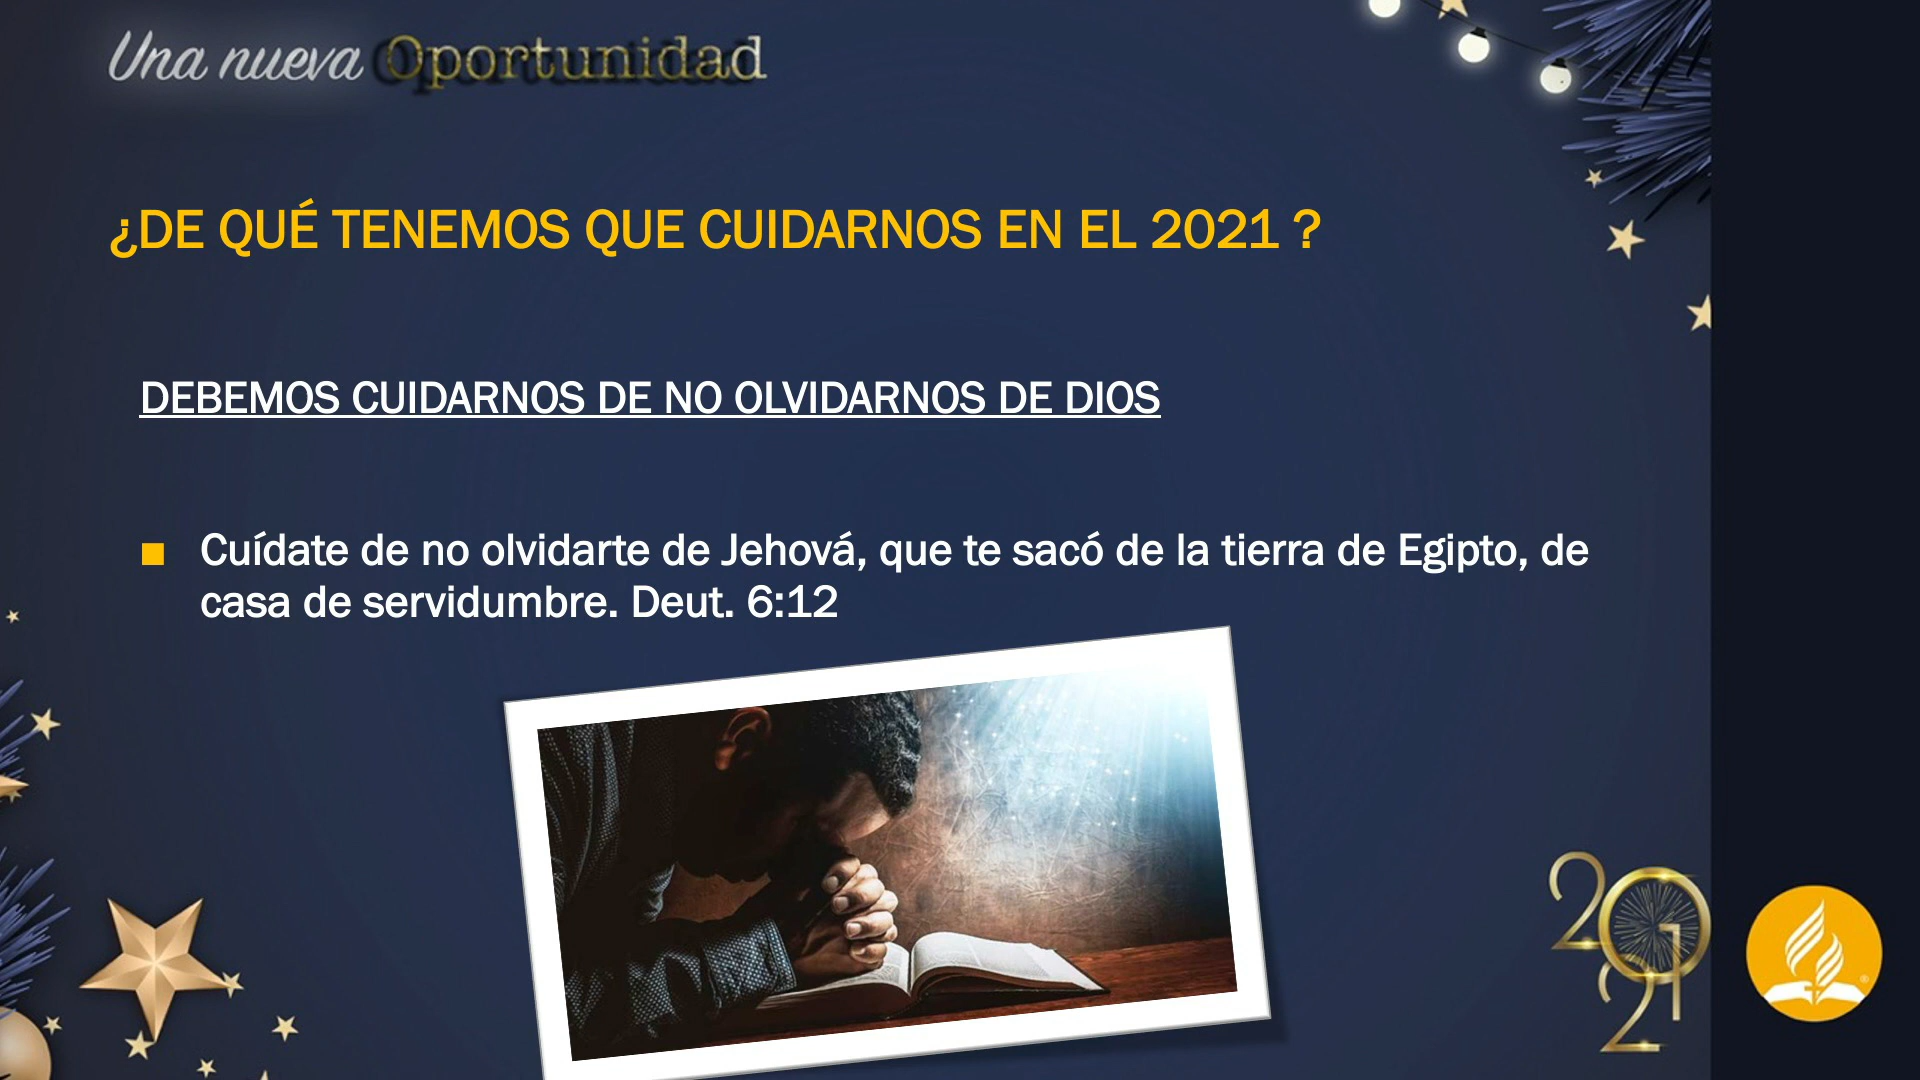 Una nueva Oportunidad
¿DE QUÉ TENEMOS QUE CUIDARNOS EN EL 2021 ?
DEBEMOS CUIDARNOS DE NO OLVIDARNOS DE DIOS
■ Cuídate de no olvidarte de Jehová, que te sacó de la tierra de Egipto, de
casa de servidumbre. Deut. 6:12
20
21